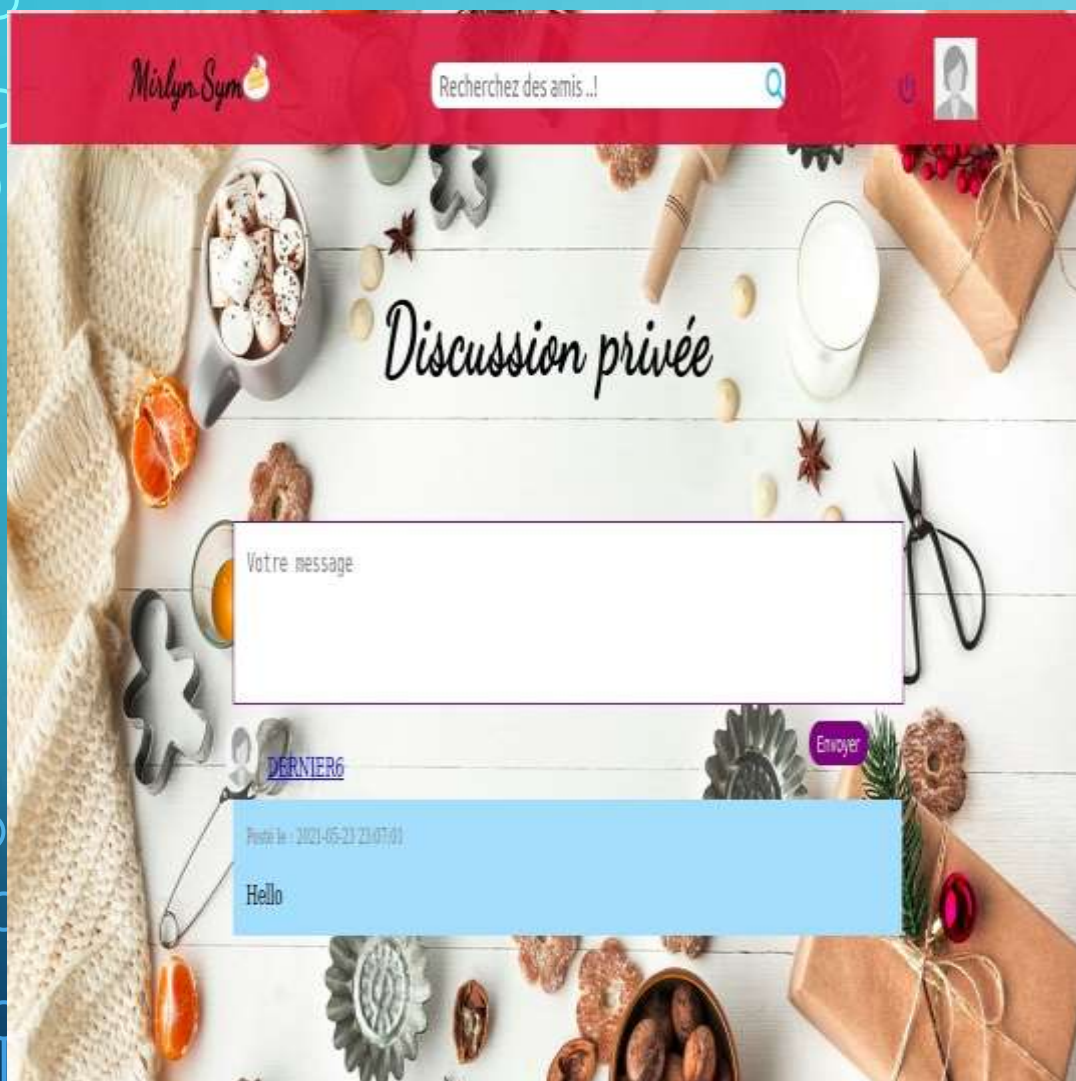 Mirlyn Sym
Recherchez des amis ..!
Discussion privée
Votre message
Envoyer
DERNIER6
Posté le : 2021-05-23 23:07:01
Hello